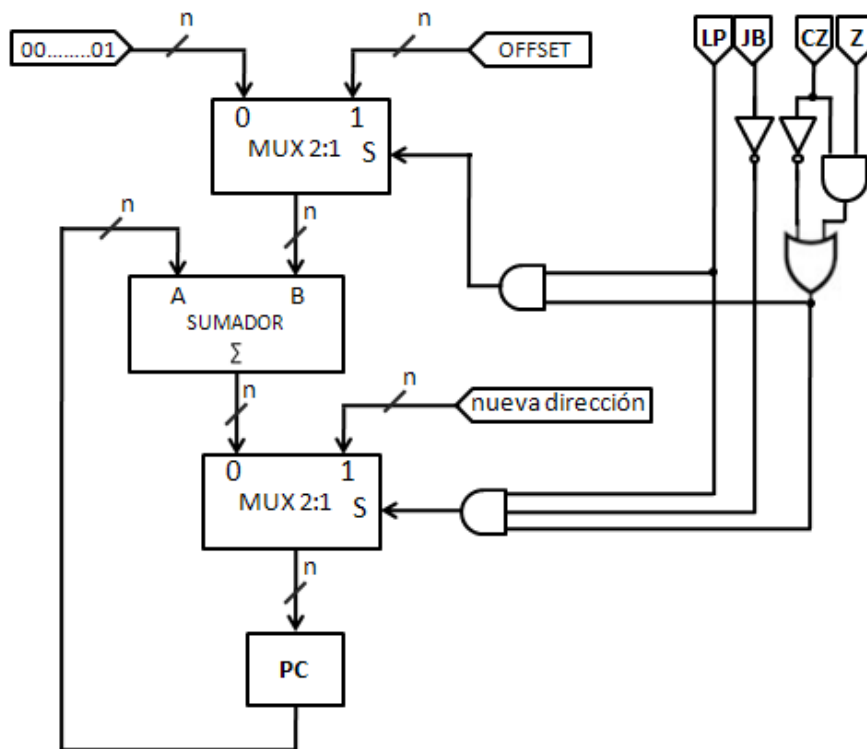 n n LP JB CZ Z
00........01 OFFSET
0 1
MUX 2:1 S
n n
A B
SUMADOR
Σ
n n
nueva dirección
0 1
MUX 2:1 S
n
PC